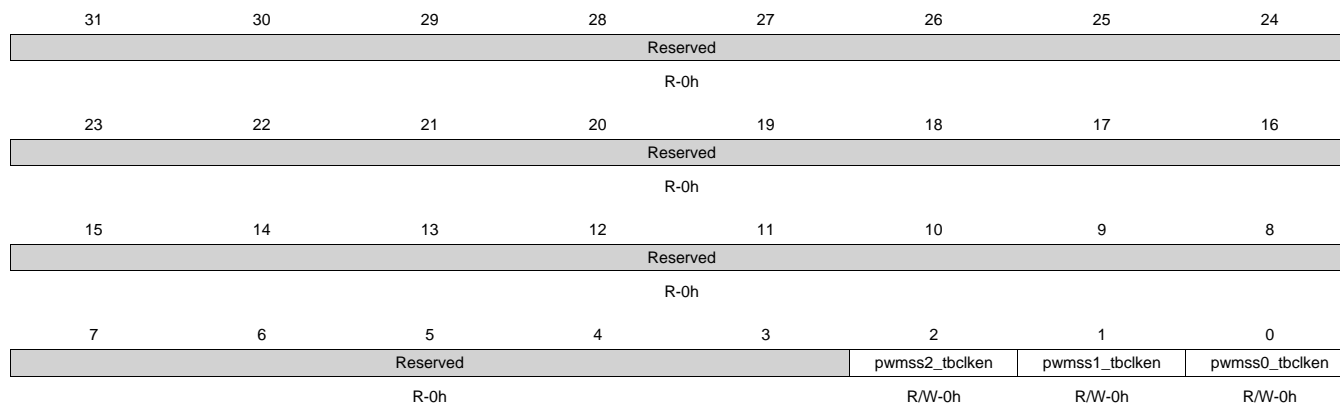 31 30 29 28 27 26 25 24
Reserved
R-0h
23 22 21 20 19 18 17 16
Reserved
R-0h
15 14 13 12 11 10 9 8
Reserved
R-0h
7 6 5 4 3 2 1 0
Reserved pwmss2_tbclken pwmss1_tbclken pwmss0_tbclken
R-0h R/W-0h R/W-0h R/W-0h